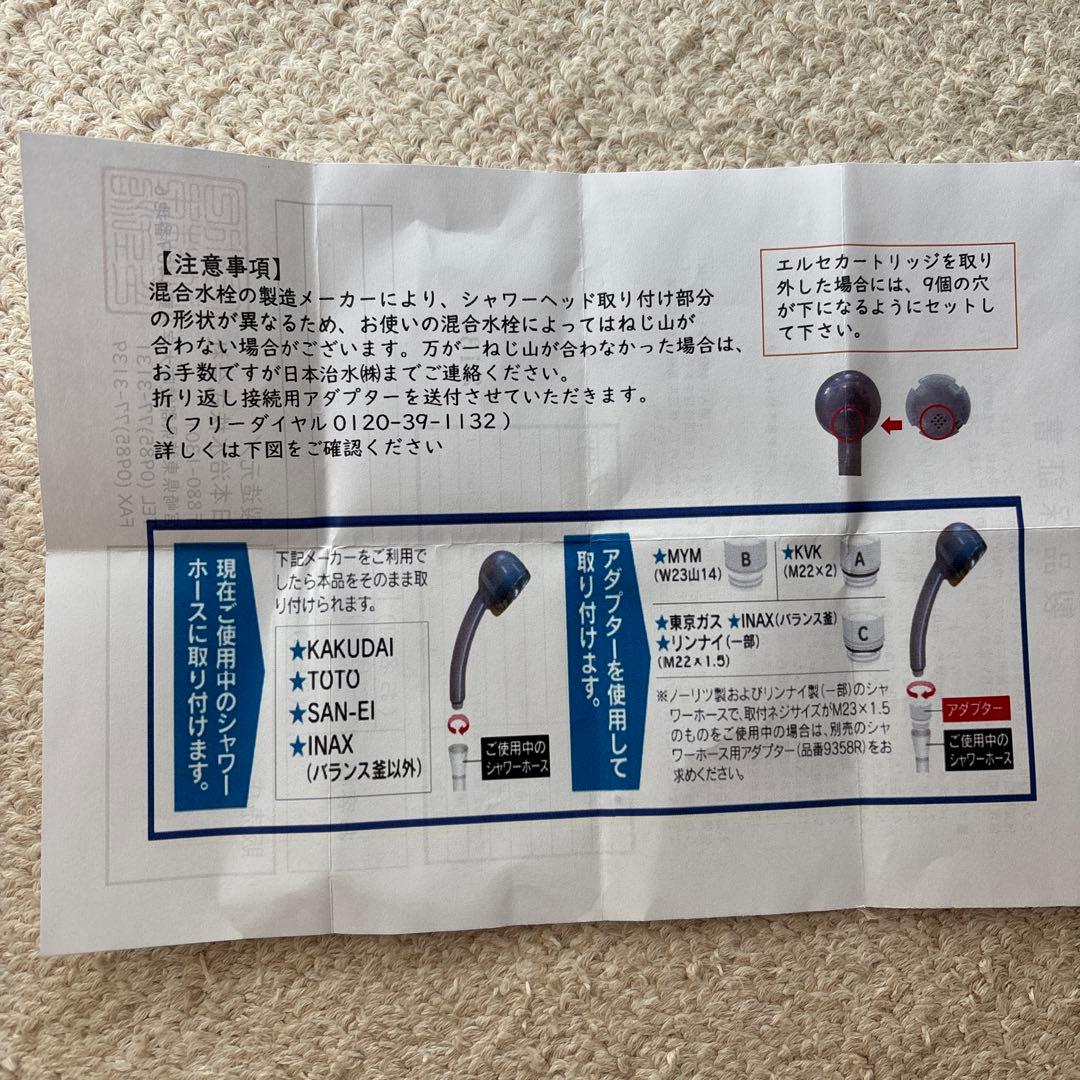 【注意事項】
混合水栓の製造メーカーにより、シャワーヘッド取り付け部分
の形状が異なるため、お使いの混合水栓によってはねじ山が
合わない場合がございます。万が一ねじ山が合わなかった場合は、
お手数ですが日本治水㈱までご連絡ください。
折り返し接続用アダプターを送付させていただきます。
(フリーダイヤル0120-39-1132)
詳しくは下図をご確認ください
エルセカートリッジを取り
外した場合には、9個の穴
が下になるようにセットし
て下さい。
現在ご使用中のシャワー
ホースに取り付けます。
下記メーカーをご利用で
したら本品をそのまま取
り付けられます。
★KAKUDAI
★TOTO
★SAN-EI
★INAX
(バランス釜以外)
ご使用中の
シャワーホース
アダプターを使用して
取り付けます。
★MYM
(W23山14)
B
★KVK
(M22×2)
A
★東京ガス ★INAX(バランス釜)
★リンナイ(一部)
(M22×1.5)
C
※ノーリツ製およびリンナイ製(一部)のシャ
ワーホースで、取付ネジサイズがM23×1.5
のものをご使用中の場合は、別売のシャ
ワーホース用アダプター(品番9358R)をお
求めください。
アダプター
ご使用中の
シャワーホース
FAX(0985)77-3139